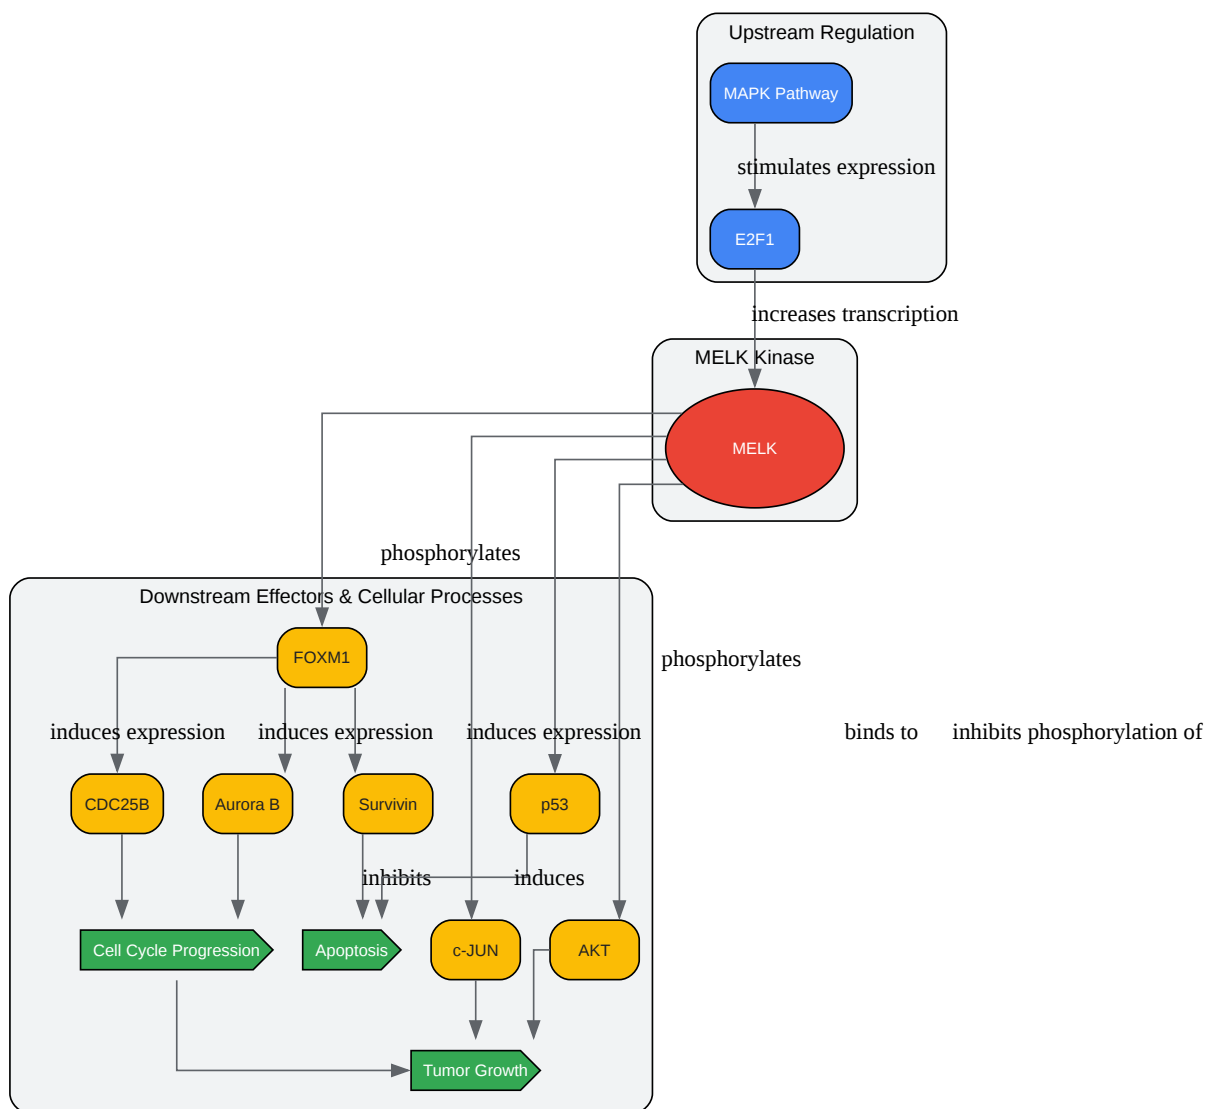 Upstream Regulation
MAPK Pathway
stimulates expression
E2F1
increases transcription
MELK Kinase
MELK
phosphorylates
Downstream Effectors & Cellular Processes
FOXM1
phosphorylates
induces expression
induces expression
induces expression
binds to
inhibits phosphorylation of
CDC25B
Aurora B
Survivin
p53
inhibits
induces
Cell Cycle Progression
Apoptosis
c-JUN
AKT
Tumor Growth